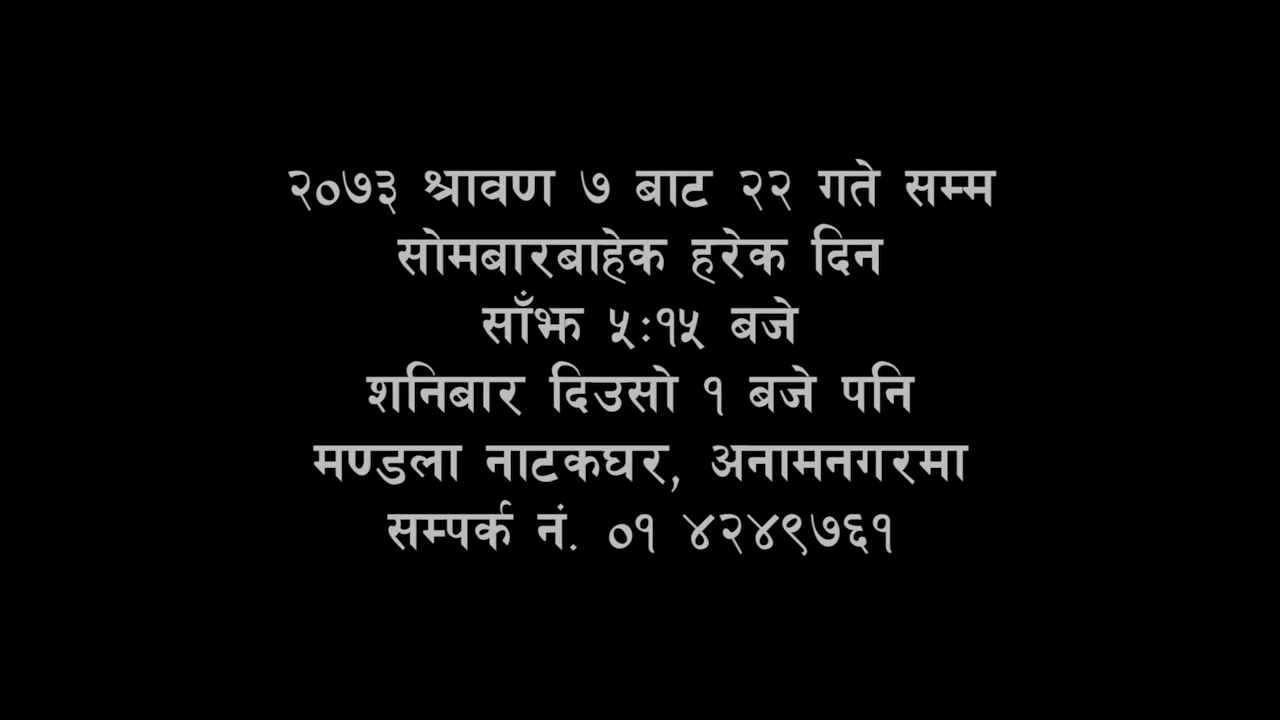 २०७३ श्रावण ७ बाट २२ गते सम्म
सोमबारबाहेक हरेक दिन
साँझ ५:१५ बजे
शनिबार दिउसो १ बजे पनि
मण्डला नाटकघर, अनामनगरमा
सम्पर्क नं. ०१ ४२४९७६१